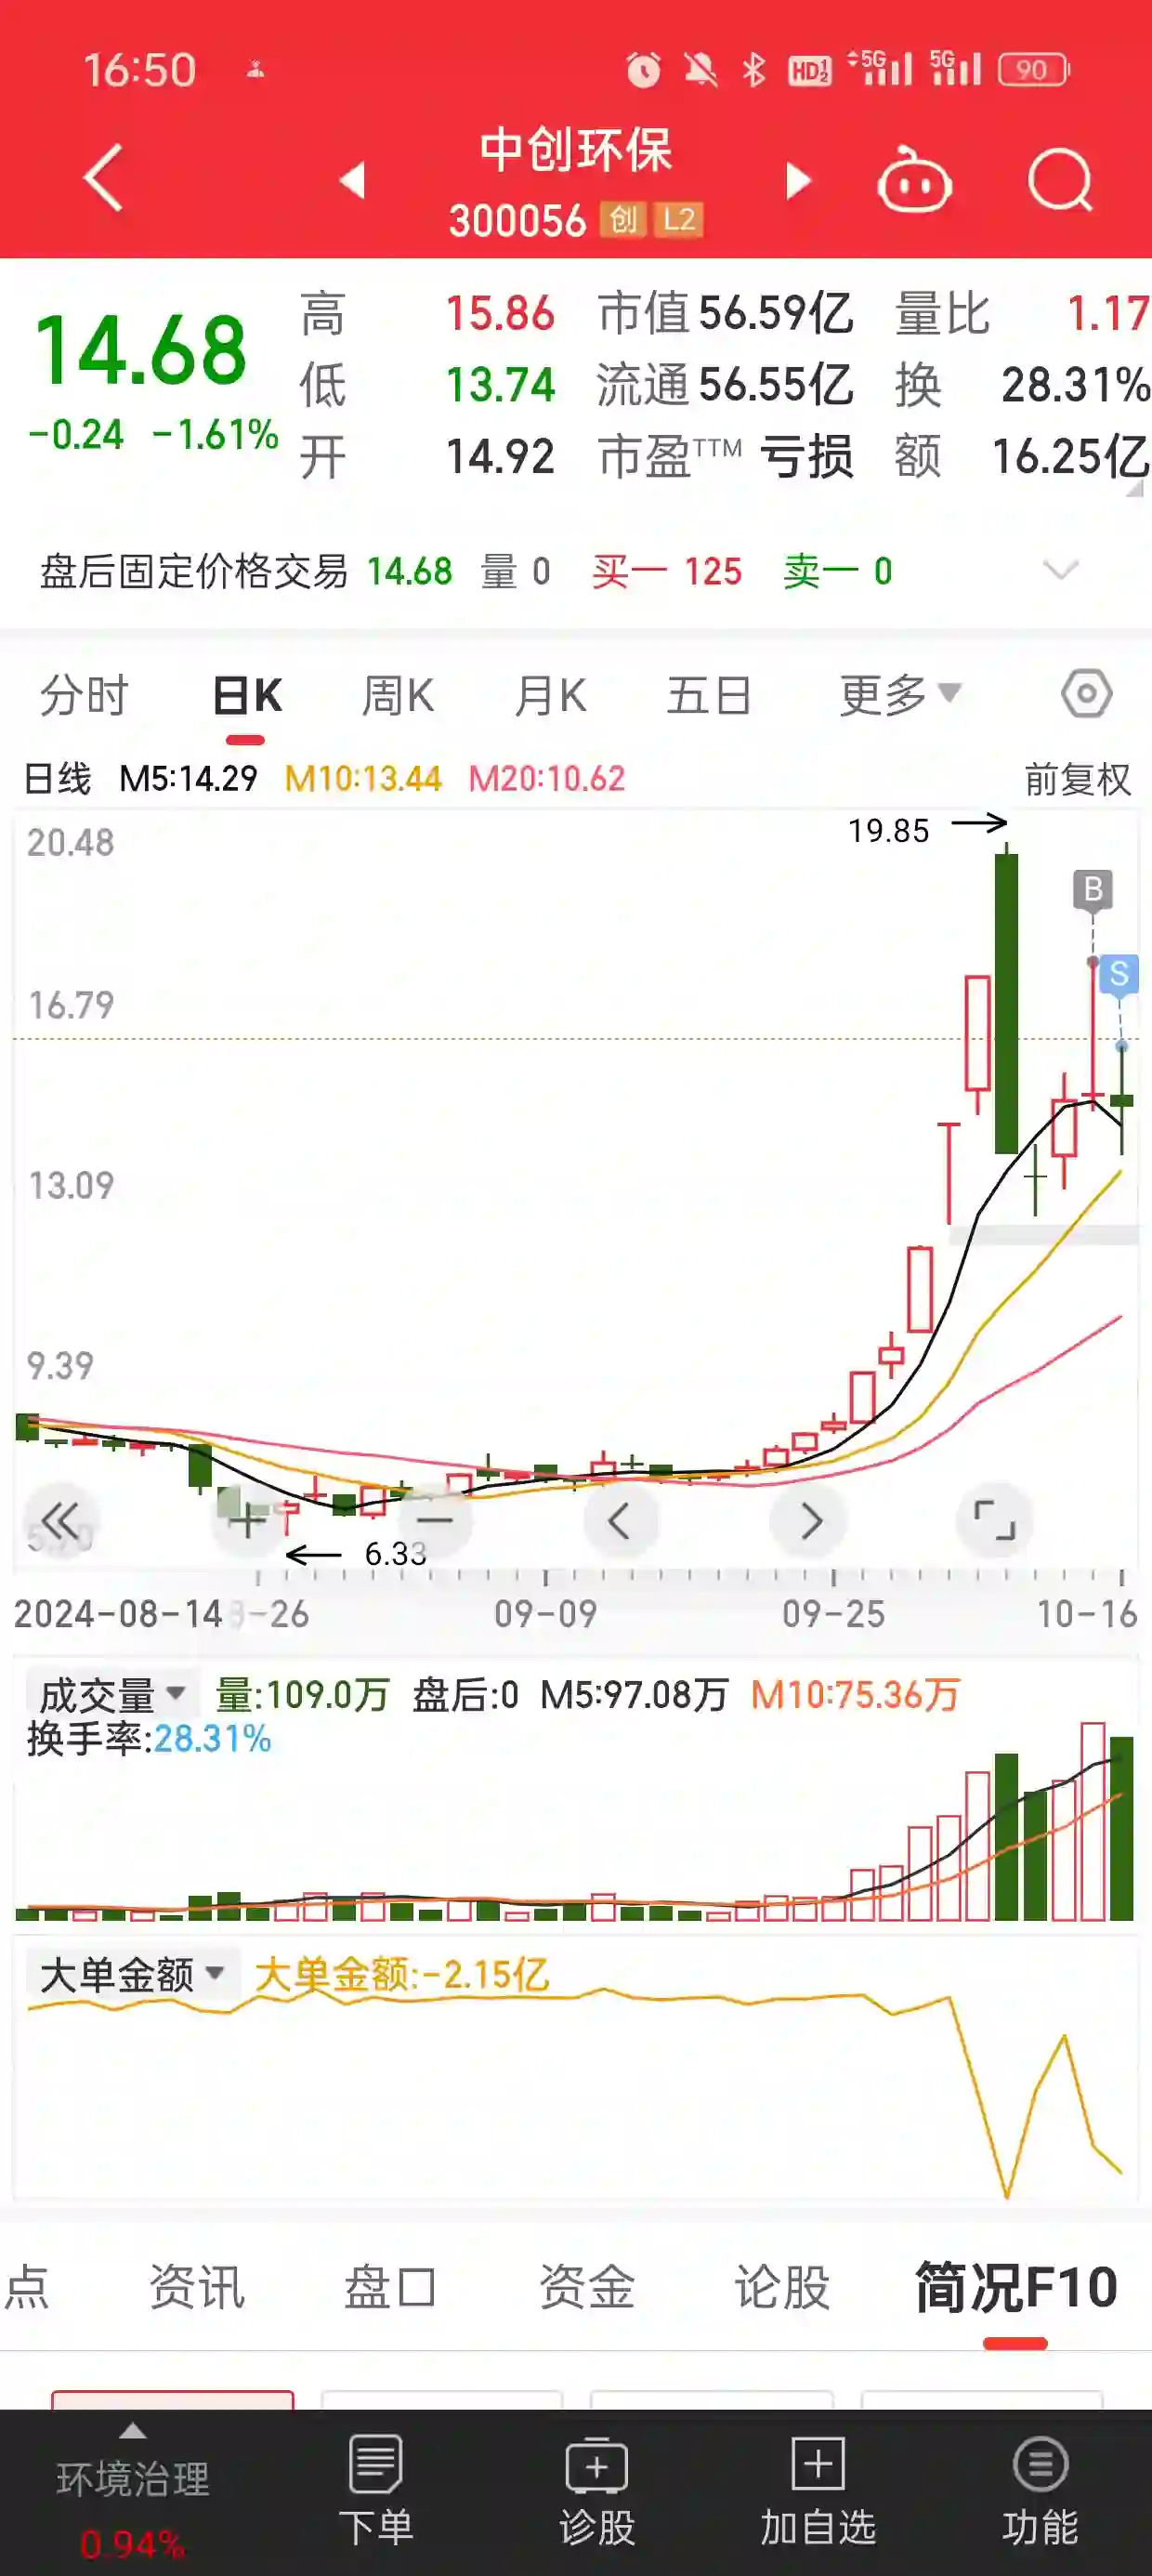 16:50 HD 1 2 5G 5G 90
中创环保
300056 创 L2
14.68 高 15.86 市值 56.59亿 量比 1.17
低 13.74 流通 56.55亿 换 28.31%
-0.24 -1.61% 开 14.92 市盈TTM 亏损 额 16.25亿
盘后固定价格交易 14.68 量 0 买一 125 卖一 0
分时 日K 周K 月K 五日 更多
日线 M5:14.29 M10:13.44 M20:10.62 前复权
19.85
20.48
B
S
16.79
13.09
9.39
6.33
2024-08-14 -26 09-09 09-25 10-16
成交量 量:109.0万 盘后:0 M5:97.08万 M10:75.36万
换手率:28.31%
大单金额 大单金额:-2.15亿
点 资讯 盘口 资金 论股 简况F10
环境治理
0.94%
下单 诊股 加自选 功能